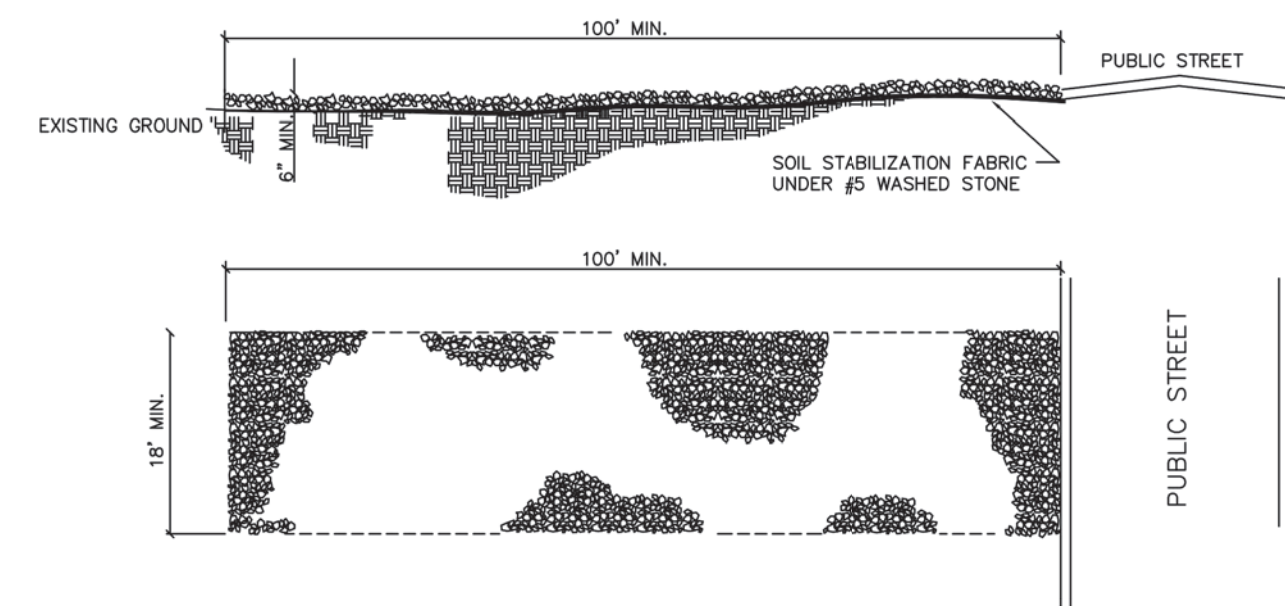 100' MIN.
PUBLIC STREET
EXISTING GROUND
6" MIN.
SOIL STABILIZATION FABRIC
UNDER #5 WASHED STONE
100' MIN.
18' MIN.
PUBLIC STREET